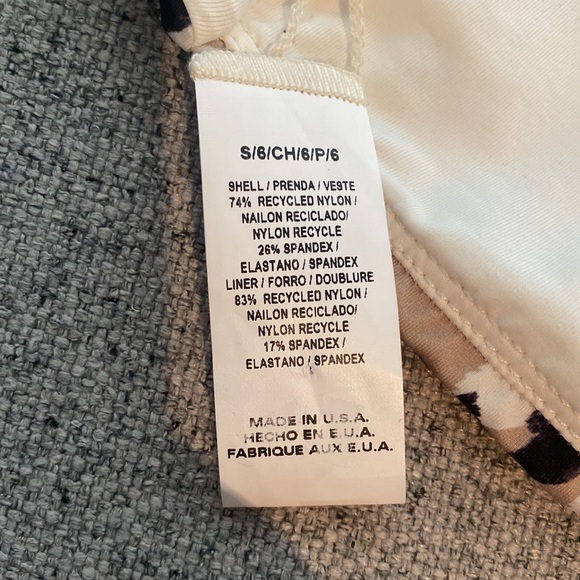 S/6/CH/6/P/6
SHELL / PRENDA / VESTE
74% RECYCLED NYLON /
NAILON RECICLADO/
NYLON RECYCLE
26% SPANDEX /
ELASTANO / SPANDEX
LINER / FORRO / DOUBLURE
83% RECYCLED NYLON /
NAILON RECICLADO/
NYLON RECYCLE
17% SPANDEX /
ELASTANO / SPANDEX
MADE IN U.S.A.
HECHO EN E.U.A.
FABRIQUE AUX E.U.A.